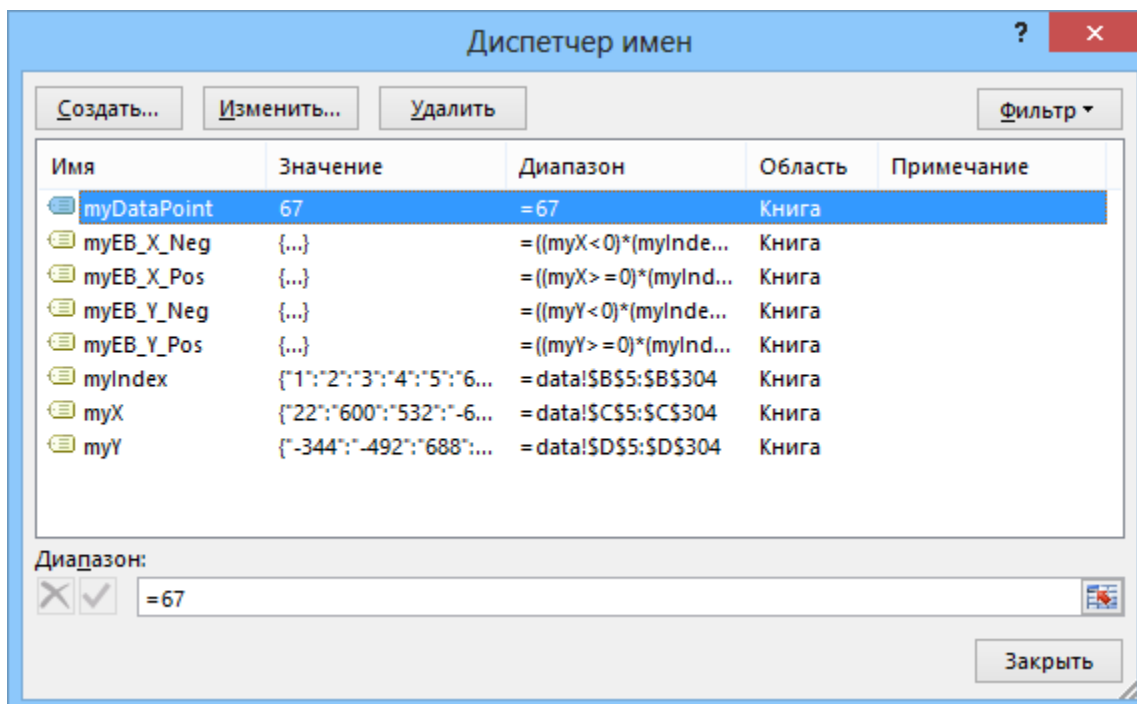 Диспетчер имен ? ×
Создать... Изменить... Удалить Фильтр
Имя Значение Диапазон Область Примечание
myDataPoint 67 =67 Книга
myEB_X_Neg {...} =((myX<0)*(myInde... Книга
myEB_X_Pos {...} =((myX>=0)*(myInd... Книга
myEB_Y_Neg {...} =((myY<0)*(myInde... Книга
myEB_Y_Pos {...} =((myY>=0)*(myInd... Книга
myIndex {"1":"2":"3":"4":"5":"6... =data!$B$5:$B$304 Книга
myX {"22":"600":"532":"-6... =data!$C$5:$C$304 Книга
myY {"-344":"-492":"688":... =data!$D$5:$D$304 Книга
Диапазон:
=67
Закрыть